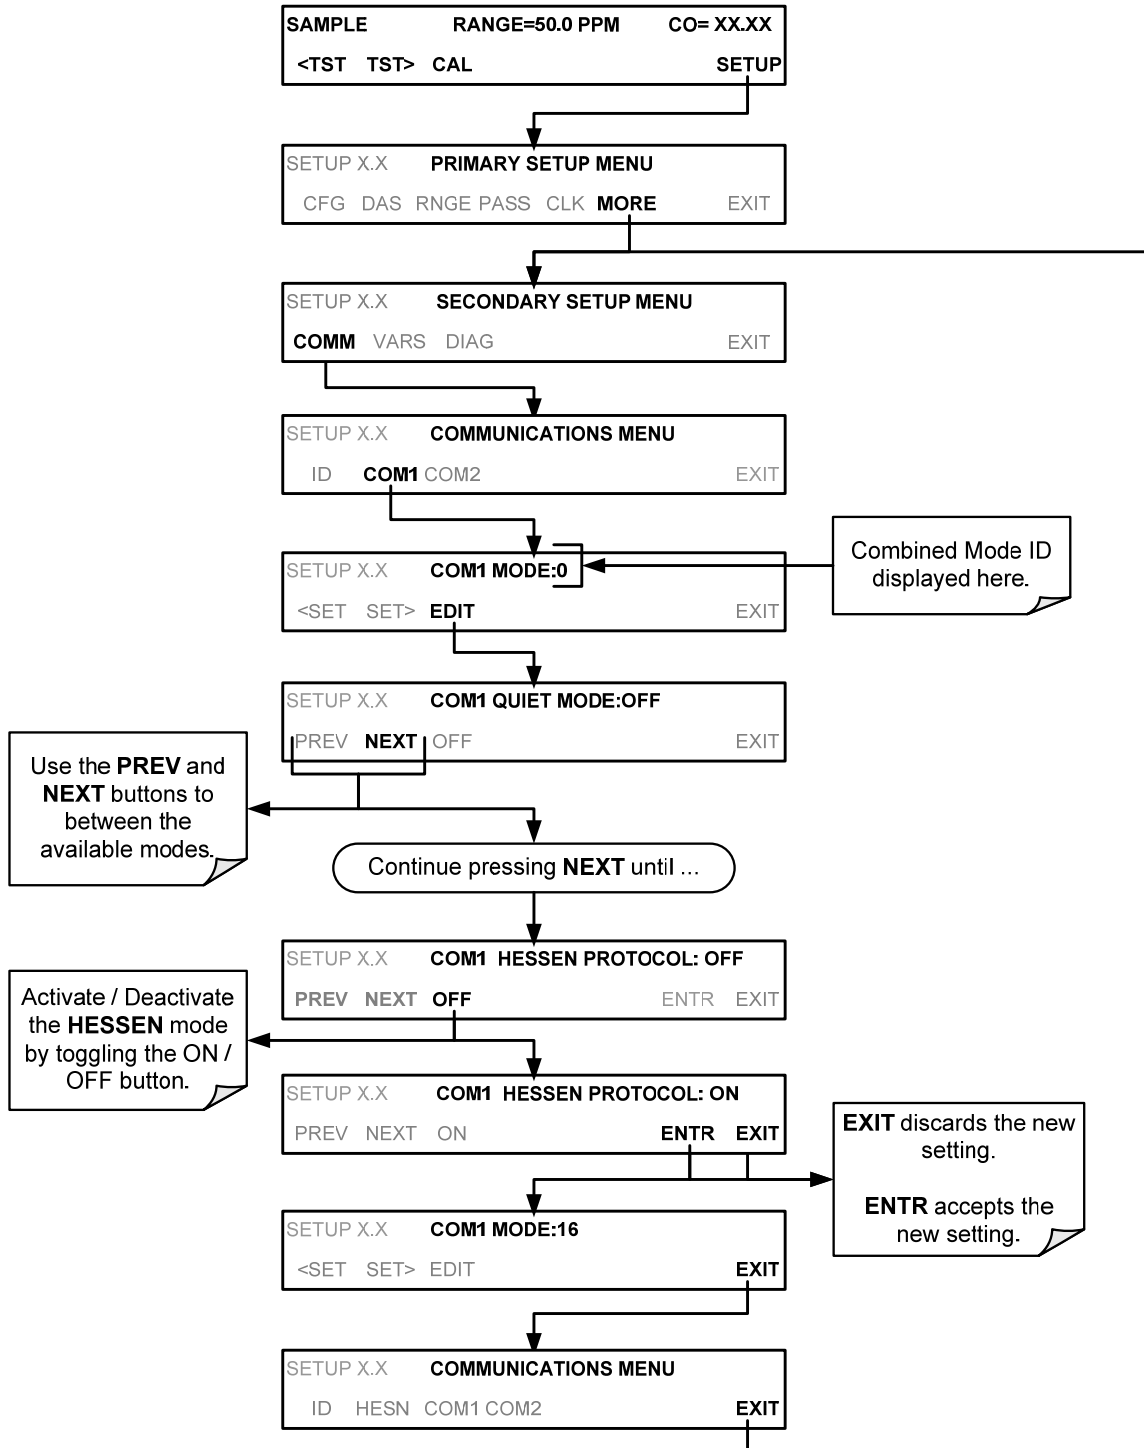 SAMPLE RANGE=50.0 PPM CO= XX.XX
<TST TST> CAL SETUP
SETUP X.X PRIMARY SETUP MENU
CFG DAS RNGE PASS CLK MORE EXIT
SETUP X.X SECONDARY SETUP MENU
COMM VARS DIAG EXIT
SETUP X.X COMMUNICATIONS MENU
ID COM1 COM2 EXIT
SETUP X.X COM1 MODE:0
<SET SET> EDIT EXIT
Combined Mode ID
displayed here.
SETUP X.X COM1 QUIET MODE:OFF
PREV NEXT OFF EXIT
Use the PREV and
NEXT buttons to
between the
available modes.
Continue pressing NEXT until ...
SETUP X.X COM1 HESSEN PROTOCOL: OFF
PREV NEXT OFF ENTR EXIT
Activate / Deactivate
the HESSEN mode
by toggling the ON /
OFF button.
SETUP X.X COM1 HESSEN PROTOCOL: ON
PREV NEXT ON ENTR EXIT
EXIT discards the new
setting.
ENTR accepts the
new setting.
SETUP X.X COM1 MODE:16
<SET SET> EDIT EXIT
SETUP X.X COMMUNICATIONS MENU
ID HESN COM1 COM2 EXIT